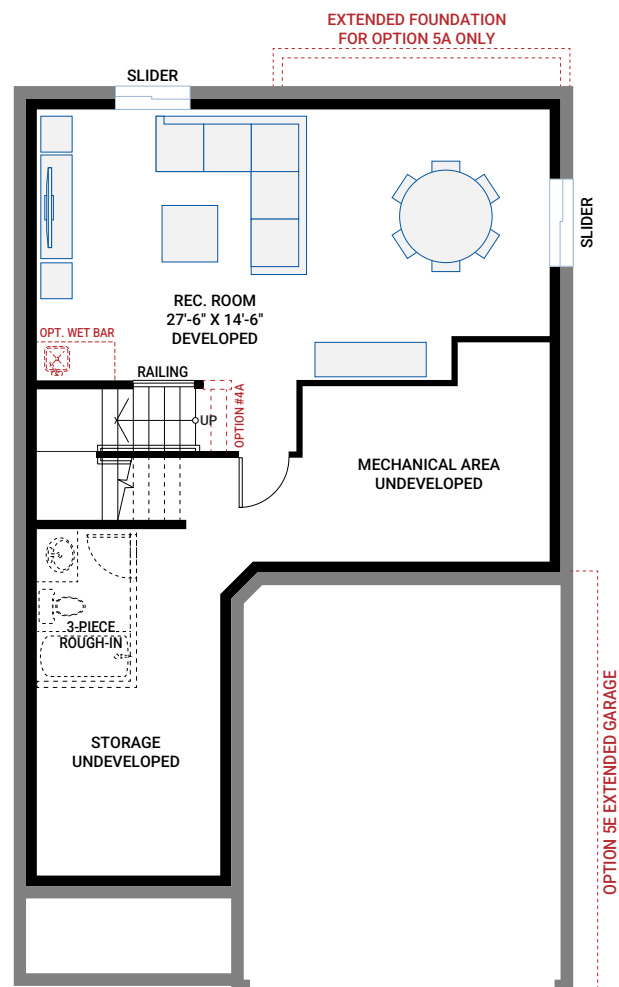 EXTENDED FOUNDATION
FOR OPTION 5A ONLY
SLIDER
SLIDER
REC. ROOM
27'-6" X 14'-6"
DEVELOPED
OPT. WET BAR
RAILING
UP
OPTION #4A
MECHANICAL AREA
UNDEVELOPED
3-PIECE
ROUGH-IN
STORAGE
UNDEVELOPED
OPTION 5E EXTENDED GARAGE